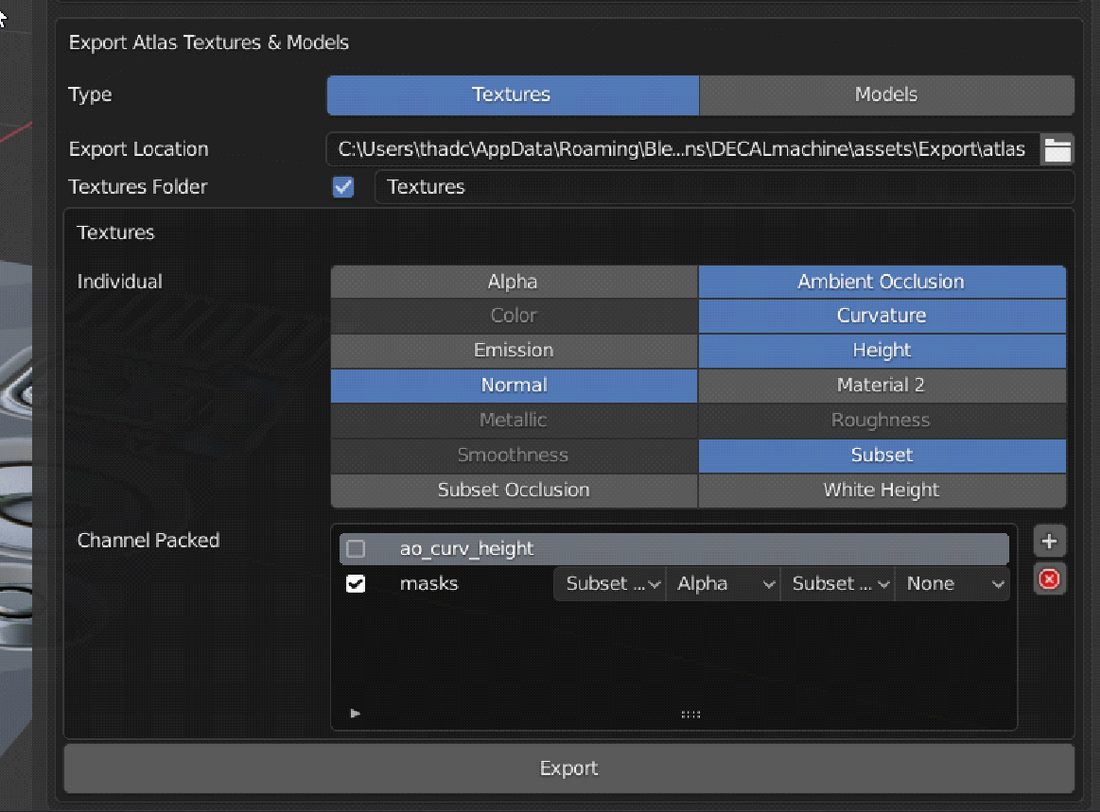 Export Atlas Textures & Models
Type Textures Models
Export Location C:\Users\thadc\AppData\Roaming\Ble...ns\DECALmachine\assets\Export\atlas
Textures Folder Textures
Textures
Individual Alpha Ambient Occlusion
Color Curvature
Emission Height
Normal Material 2
Metallic Roughness
Smoothness Subset
Subset Occlusion White Height
Channel Packed ao_curv_height
masks Subset ... Alpha Subset ... None
Export